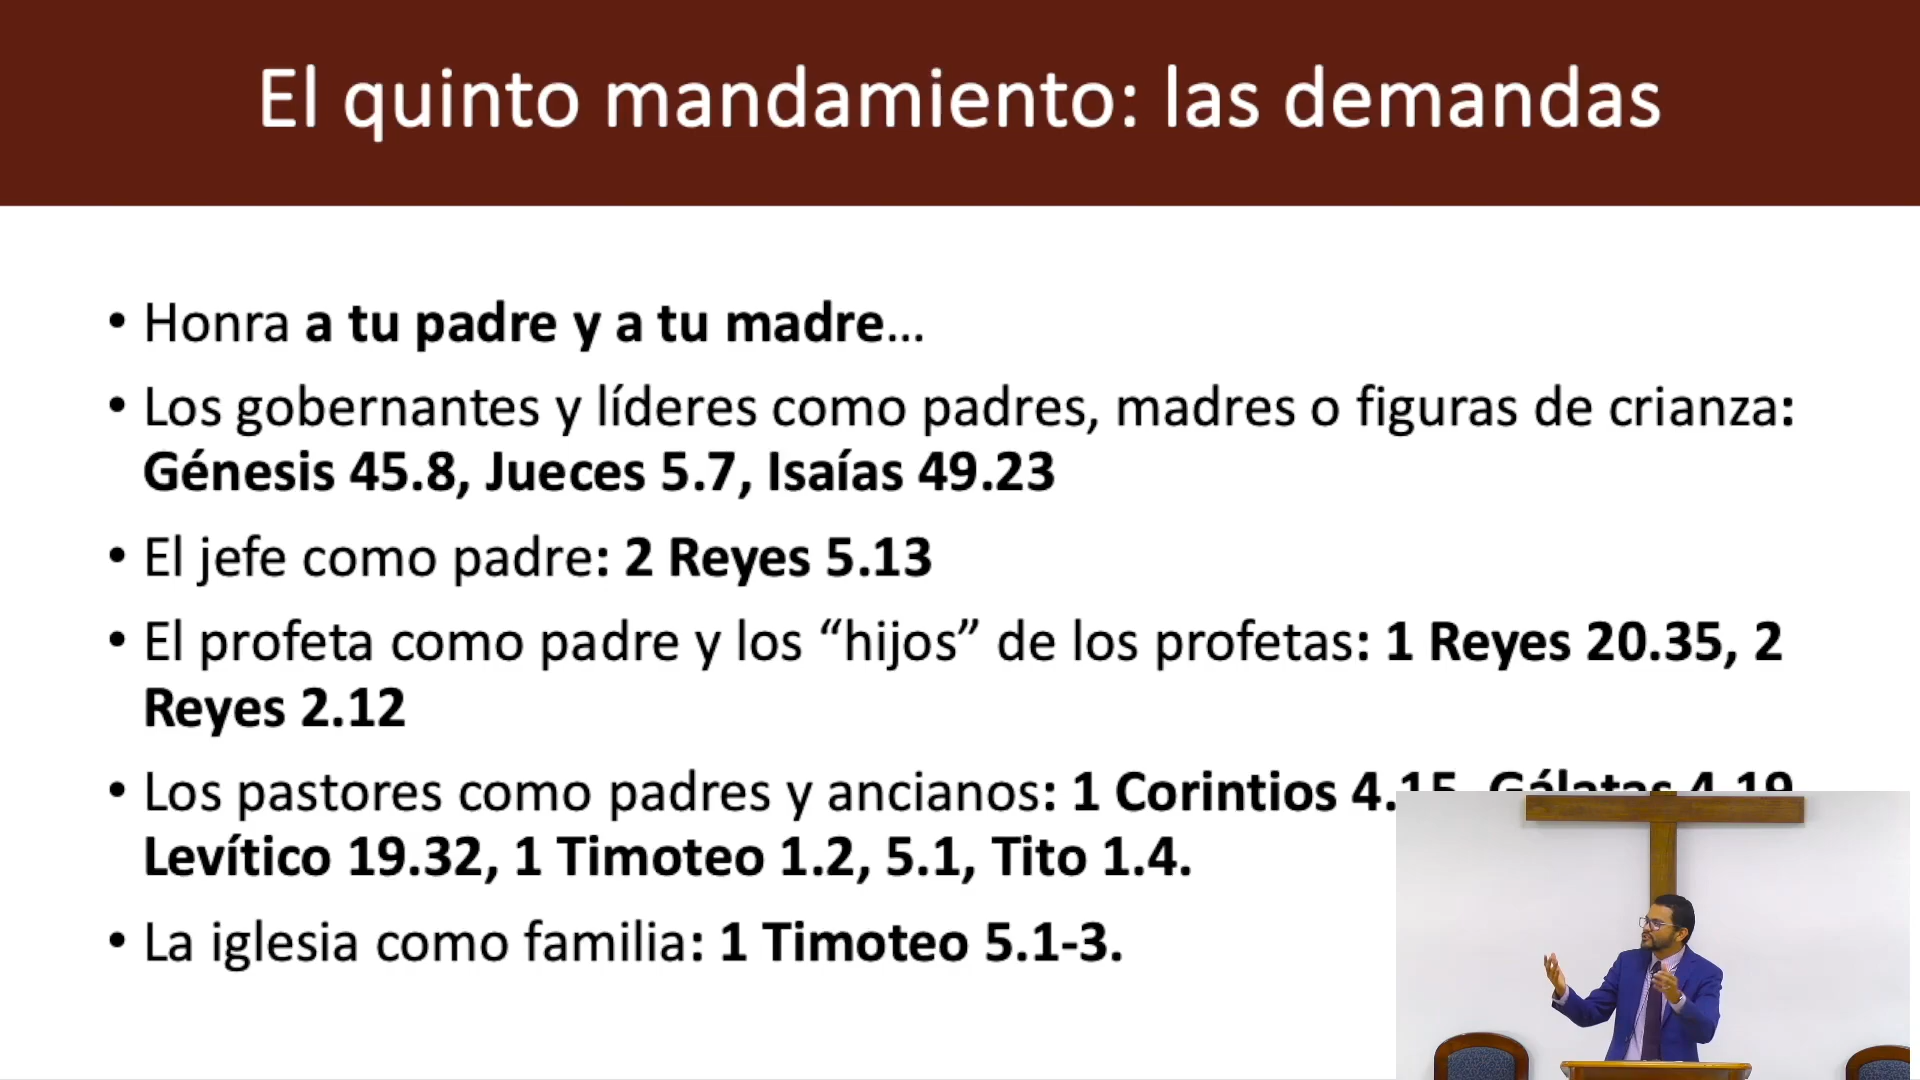 El quinto mandamiento: las demandas
• Honra a tu padre y a tu madre…
• Los gobernantes y líderes como padres, madres o figuras de crianza:
Génesis 45.8, Jueces 5.7, Isaías 49.23
• El jefe como padre: 2 Reyes 5.13
• El profeta como padre y los “hijos” de los profetas: 1 Reyes 20.35, 2
Reyes 2.12
• Los pastores como padres y ancianos: 1 Corintios 4.15, Gálatas 4.19
Levítico 19.32, 1 Timoteo 1.2, 5.1, Tito 1.4.
• La iglesia como familia: 1 Timoteo 5.1-3.